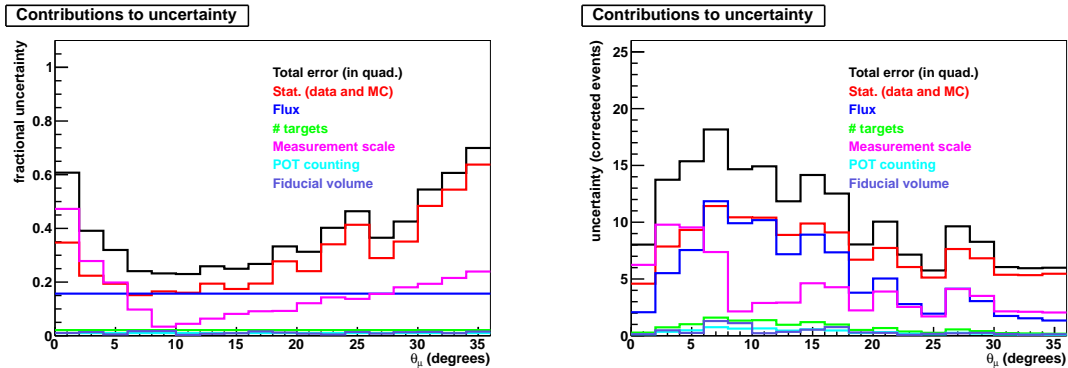 Contributions to uncertainty
fractional uncertainty
1
0.8
0.6
0.4
0.2
0
Total error (in quad.)
Stat. (data and MC)
Flux
# targets
Measurement scale
POT counting
Fiducial volume
0 5 10 15 20 25 30 35
θμ (degrees)
Contributions to uncertainty
uncertainty (corrected events)
25
20
15
10
5
0
Total error (in quad.)
Stat. (data and MC)
Flux
# targets
Measurement scale
POT counting
Fiducial volume
0 5 10 15 20 25 30 35
θμ (degrees)